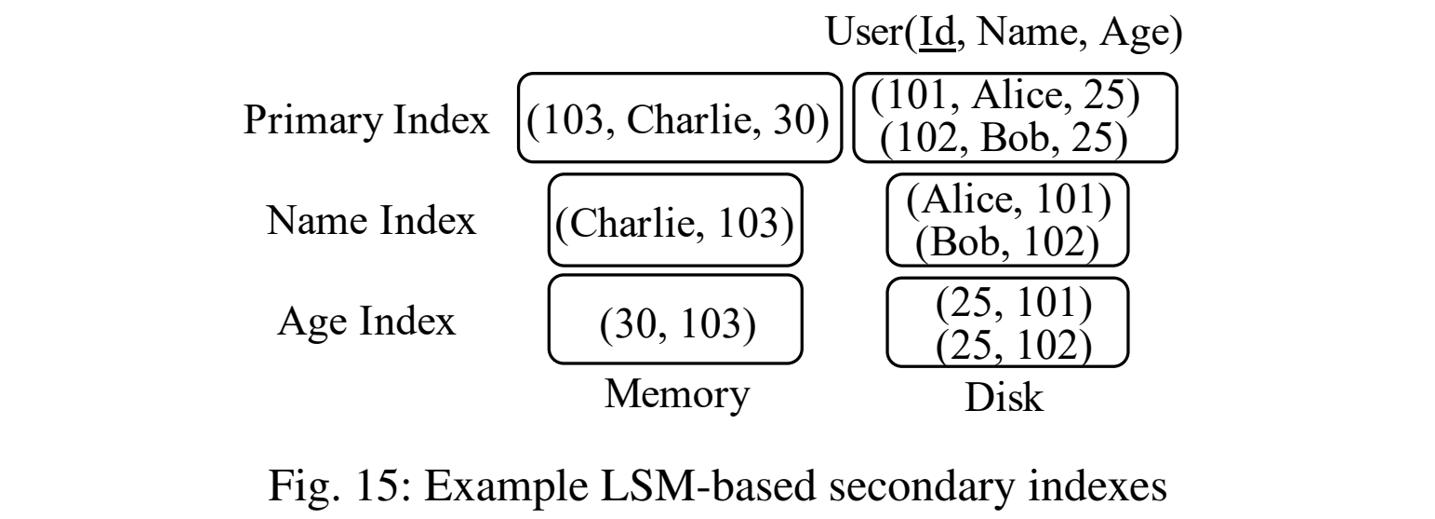 User(Id, Name, Age)
Primary Index (103, Charlie, 30) (101, Alice, 25)
(102, Bob, 25)
Name Index (Charlie, 103) (Alice, 101)
(Bob, 102)
Age Index (30, 103) (25, 101)
(25, 102)
Memory Disk
Fig. 15: Example LSM-based secondary indexes